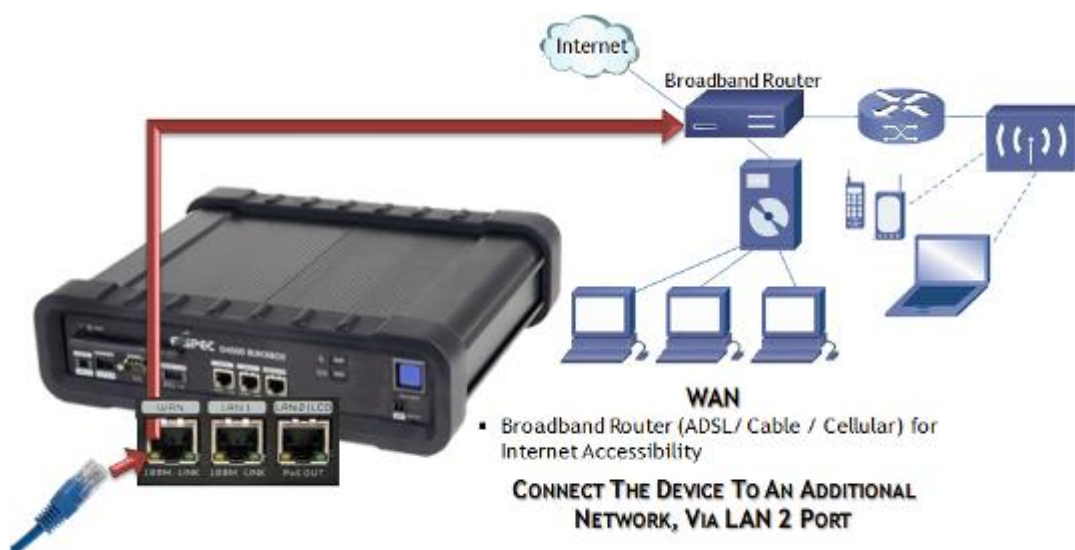 Internet
Broadband Router
WAN
LAN1
LAN2/LCD
100M LINK
100M LINK
PoE OUT
WAN
▪ Broadband Router (ADSL/ Cable / Cellular) for
Internet Accessibility
CONNECT THE DEVICE TO AN ADDITIONAL
NETWORK, VIA LAN 2 PORT